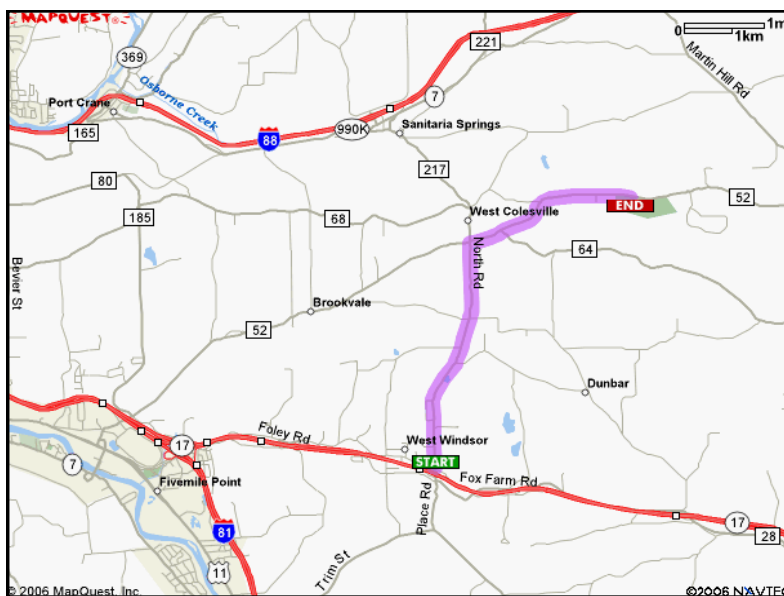 MAPQUEST
221
1m
0
1km
369
Osborne Creek
Martin Hill Rd
7
Port Crane
990K
Sanitaria Springs
165
88
217
80
52
185
68
West Colesville
END
North Rd
64
Bevier St
Brookvale
52
Dunbar
Foley Rd
West Windsor
17
START
7
Fox Farm Rd
Fivemile Point
Place Rd
17
81
28
Trim St
11
© 2006 MapQuest, Inc.
©2006 NAVTE